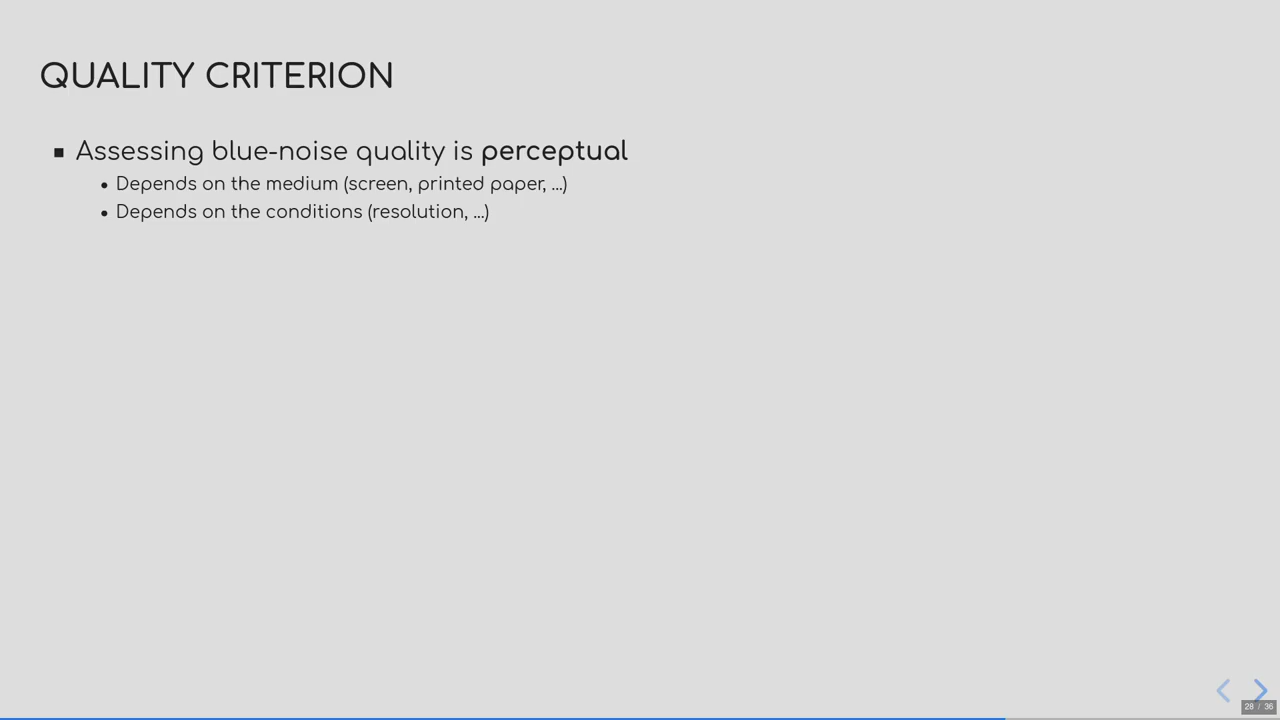 QUALITY CRITERION
Assessing blue-noise quality is perceptual
Depends on the medium (screen, printed paper, ...)
Depends on the conditions (resolution, ...)
28 / 36